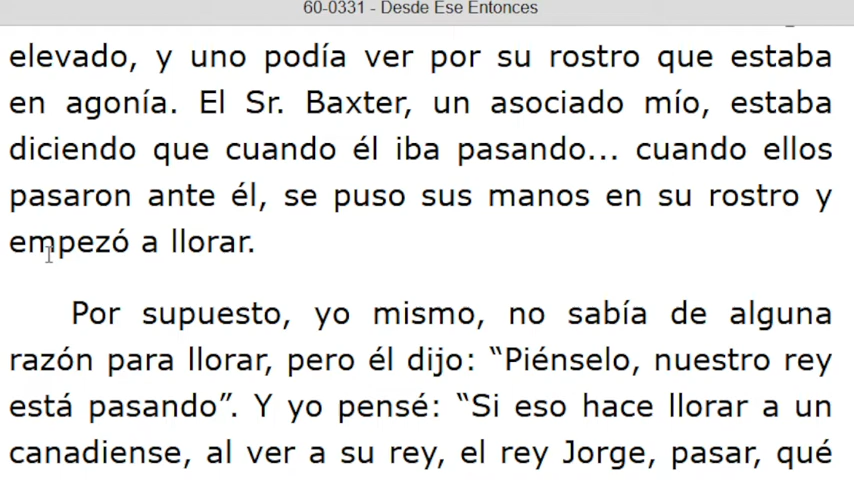 60-0331 - Desde Ese Entonces
elevado, y uno podía ver por su rostro que estaba
en agonía. El Sr. Baxter, un asociado mío, estaba
diciendo que cuando él iba pasando... cuando ellos
pasaron ante él, se puso sus manos en su rostro y
empezó a llorar.
Por supuesto, yo mismo, no sabía de alguna
razón para llorar, pero él dijo: “Piénselo, nuestro rey
está pasando”. Y yo pensé: “Si eso hace llorar a un
canadiense, al ver a su rey, el rey Jorge, pasar, qué